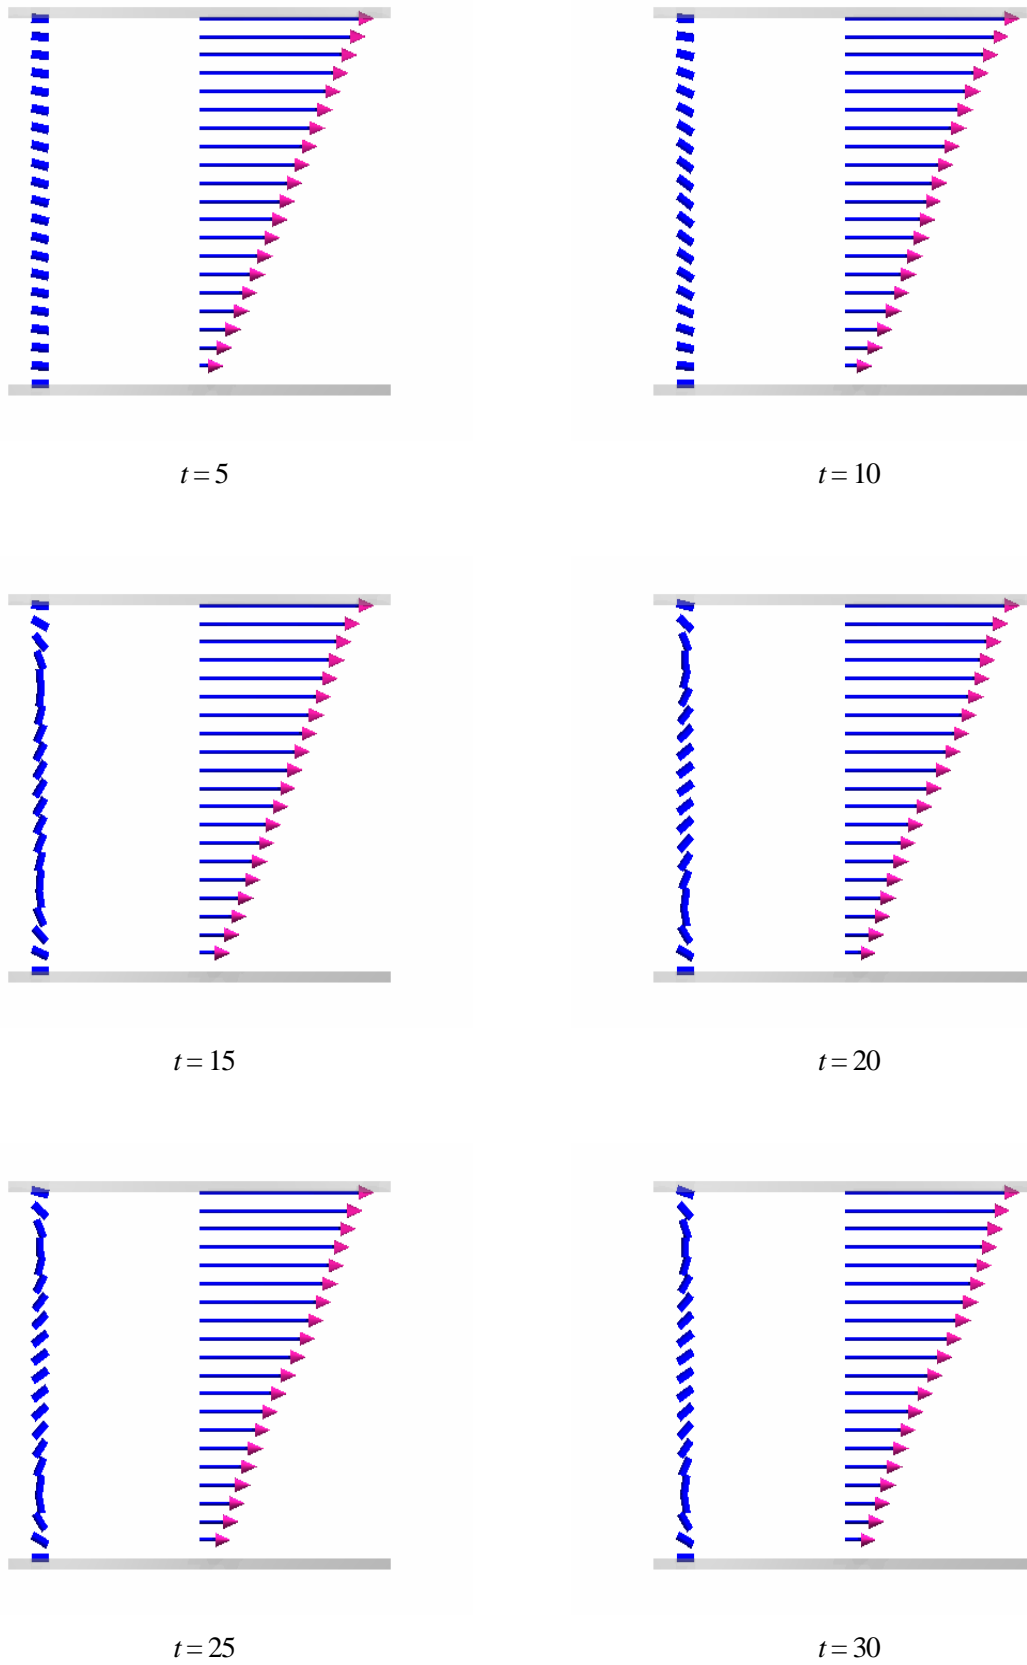 t = 5
t = 10
t = 15
t = 20
t = 25
t = 30